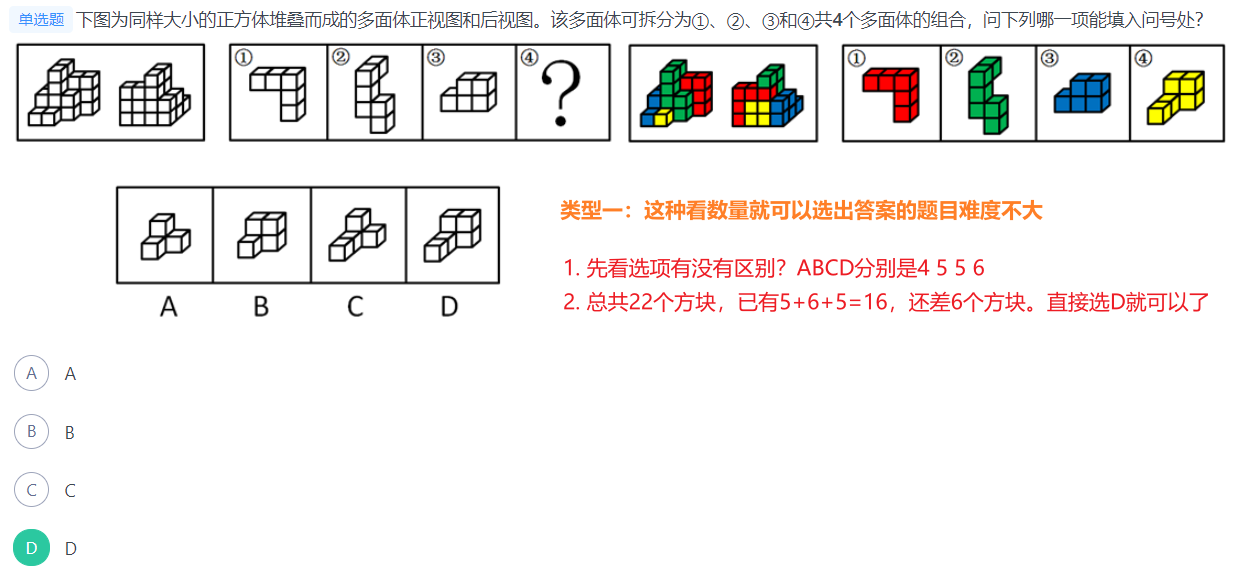 单选题 下图为同样大小的正方体堆叠而成的多面体正视图和后视图。该多面体可拆分为①、②、③和④共4个多面体的组合，问下列哪一项能填入问号处？
① ② ③ ④ ? ① ② ③ ④
类型一：这种看数量就可以选出答案的题目难度不大
1. 先看选项有没有区别？ABCD分别是4 5 5 6
2. 总共22个方块，已有5+6+5=16，还差6个方块。直接选D就可以了
A B C D
A A
B B
C C
D D